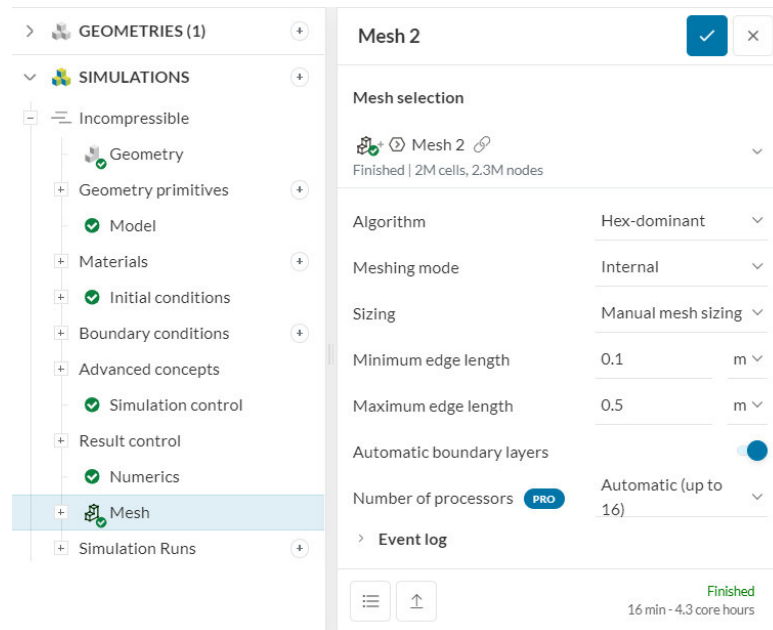 GEOMETRIES (1)
SIMULATIONS
Incompressible
Geometry
Geometry primitives
Model
Materials
Initial conditions
Boundary conditions
Advanced concepts
Simulation control
Result control
Numerics
Mesh
Simulation Runs
Mesh 2
Mesh selection
Mesh 2
Finished | 2M cells, 2.3M nodes
Algorithm Hex-dominant
Meshing mode Internal
Sizing Manual mesh sizing
Minimum edge length 0.1 m
Maximum edge length 0.5 m
Automatic boundary layers
Number of processors PRO Automatic (up to
16)
Event log
Finished
16 min - 4.3 core hours